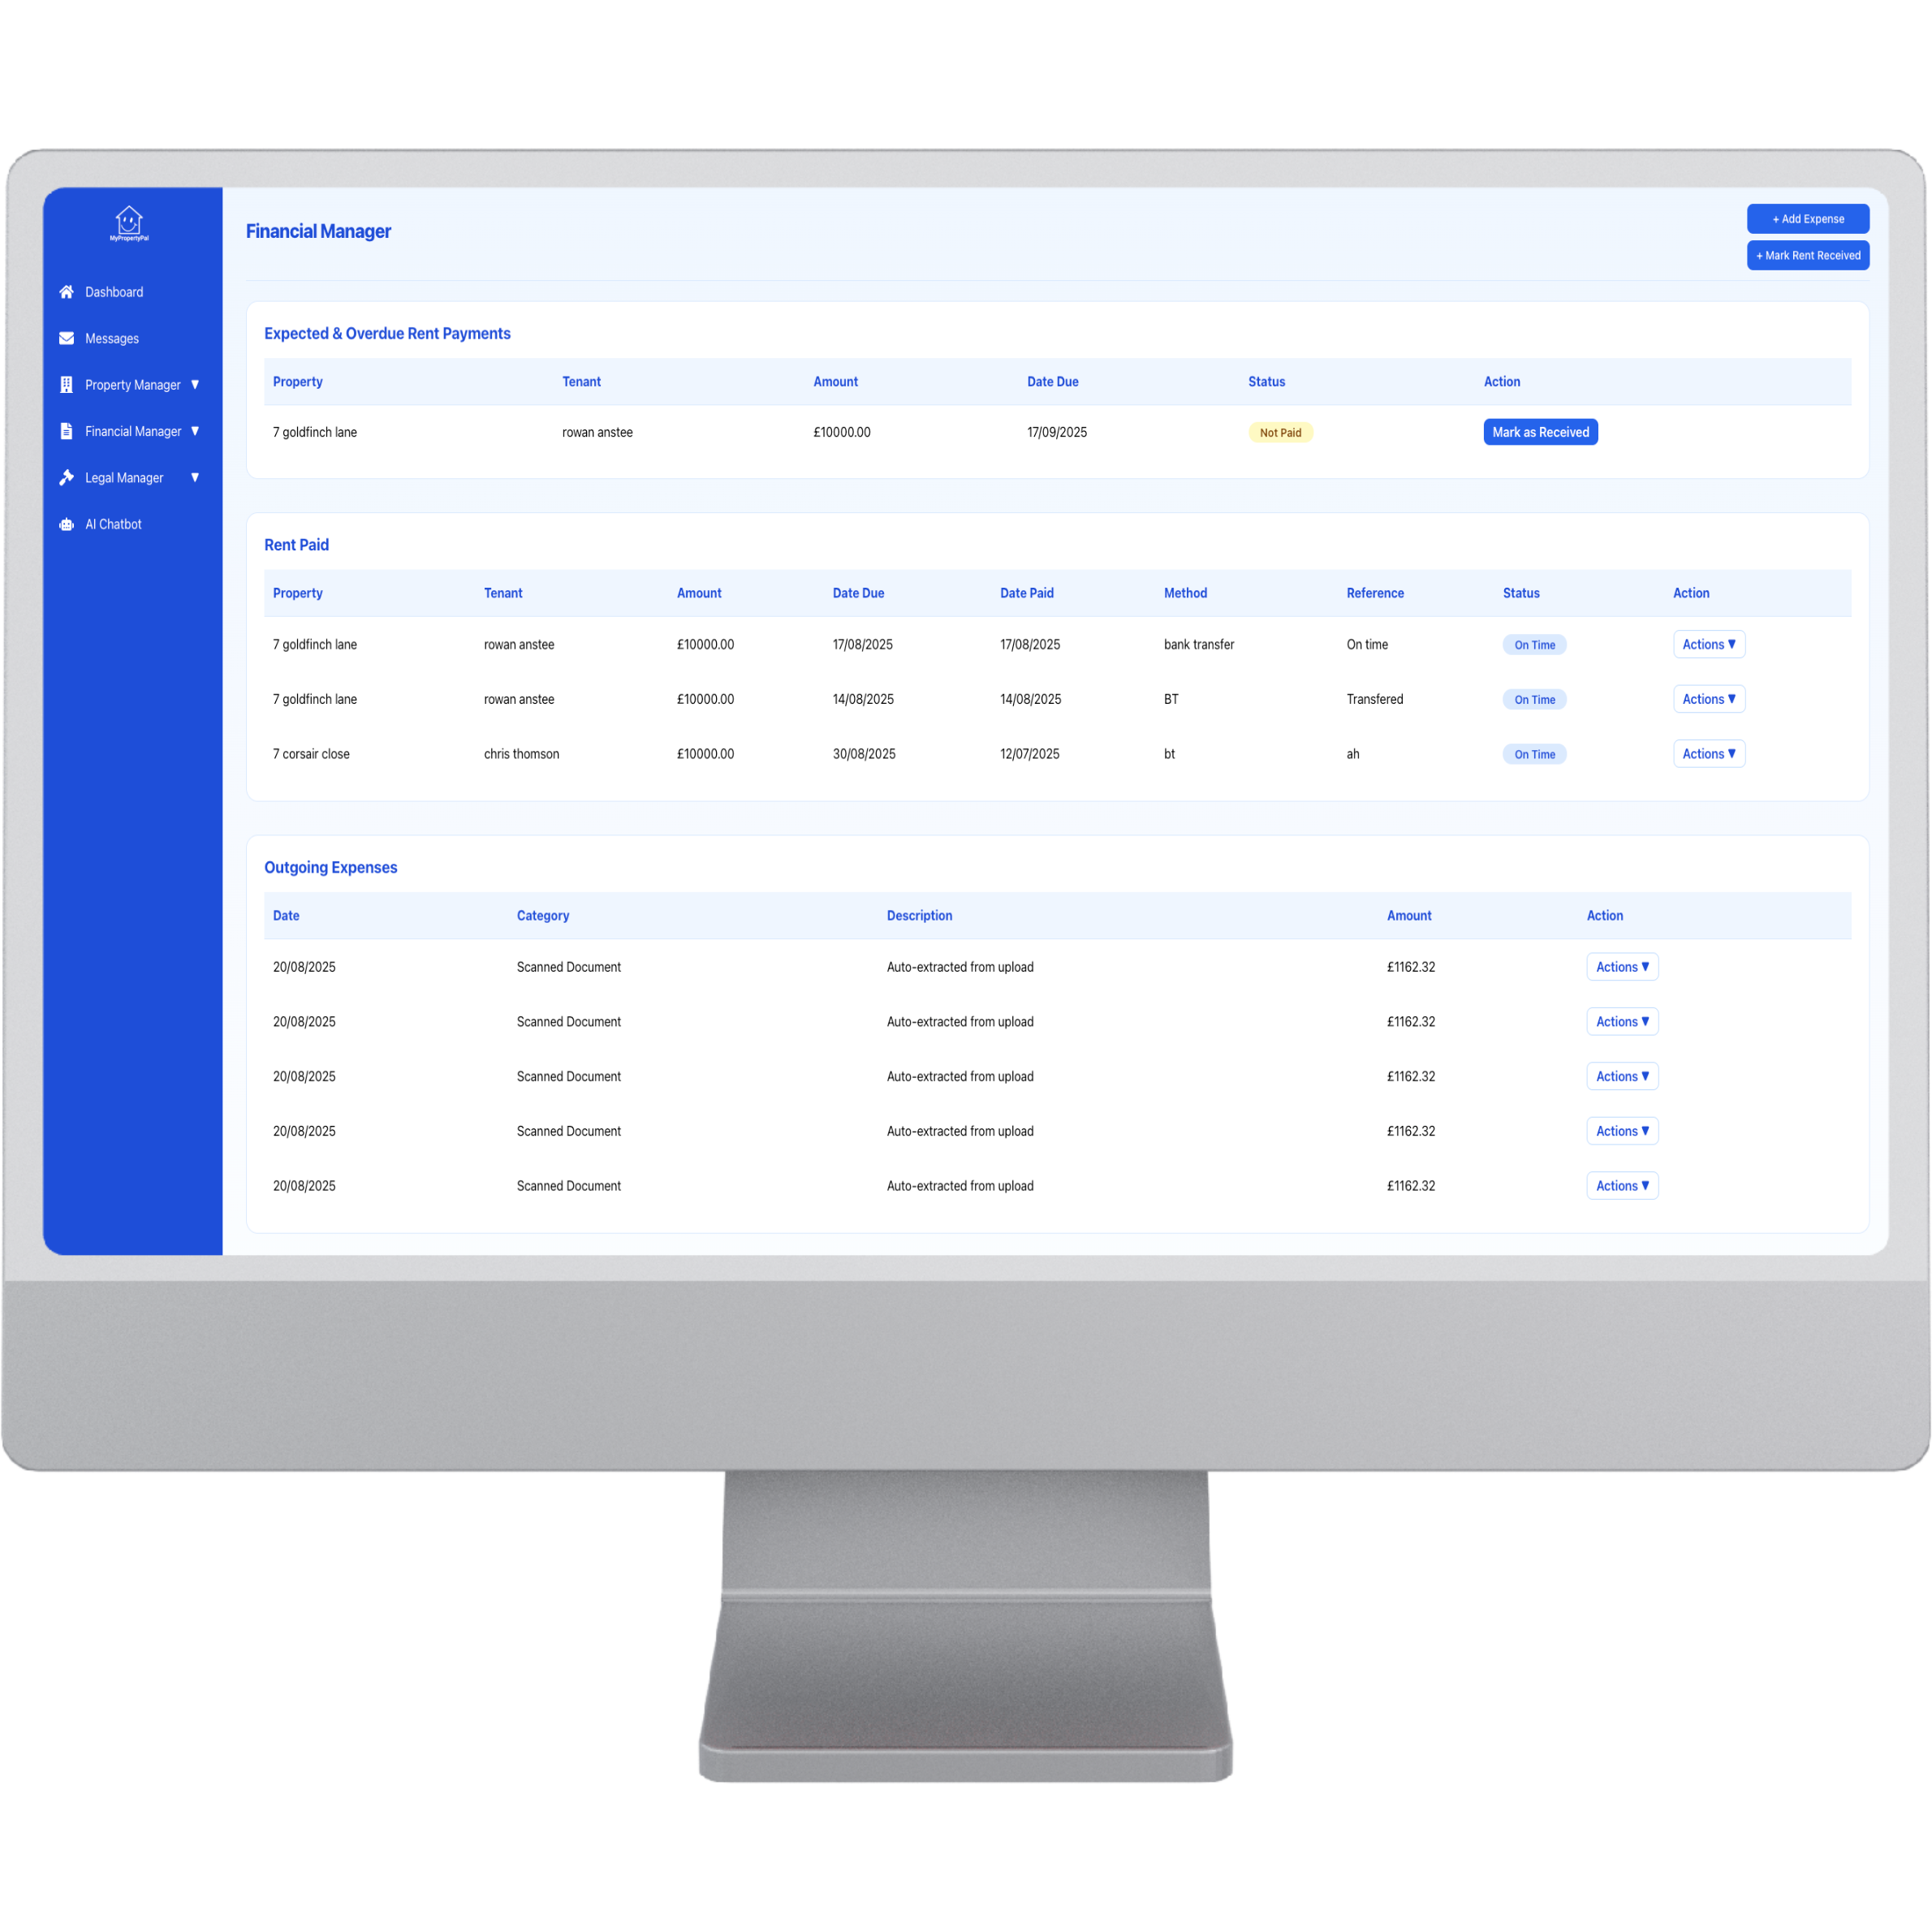 MyPropertyPal
Dashboard
Messages
Property Manager ▼
Financial Manager ▼
Legal Manager ▼
AI Chatbot
Financial Manager
+ Add Expense
+ Mark Rent Received
Expected & Overdue Rent Payments
Property Tenant Amount Date Due Status Action
7 goldfinch lane rowan anstee £10000.00 17/09/2025 Not Paid Mark as Received
Rent Paid
Property Tenant Amount Date Due Date Paid Method Reference Status Action
7 goldfinch lane rowan anstee £10000.00 17/08/2025 17/08/2025 bank transfer On time On Time Actions ▼
7 goldfinch lane rowan anstee £10000.00 14/08/2025 14/08/2025 BT Transfered On Time Actions ▼
7 corsair close chris thomson £10000.00 30/08/2025 12/07/2025 bt ah On Time Actions ▼
Outgoing Expenses
Date Category Description Amount Action
20/08/2025 Scanned Document Auto-extracted from upload £1162.32 Actions ▼
20/08/2025 Scanned Document Auto-extracted from upload £1162.32 Actions ▼
20/08/2025 Scanned Document Auto-extracted from upload £1162.32 Actions ▼
20/08/2025 Scanned Document Auto-extracted from upload £1162.32 Actions ▼
20/08/2025 Scanned Document Auto-extracted from upload £1162.32 Actions ▼